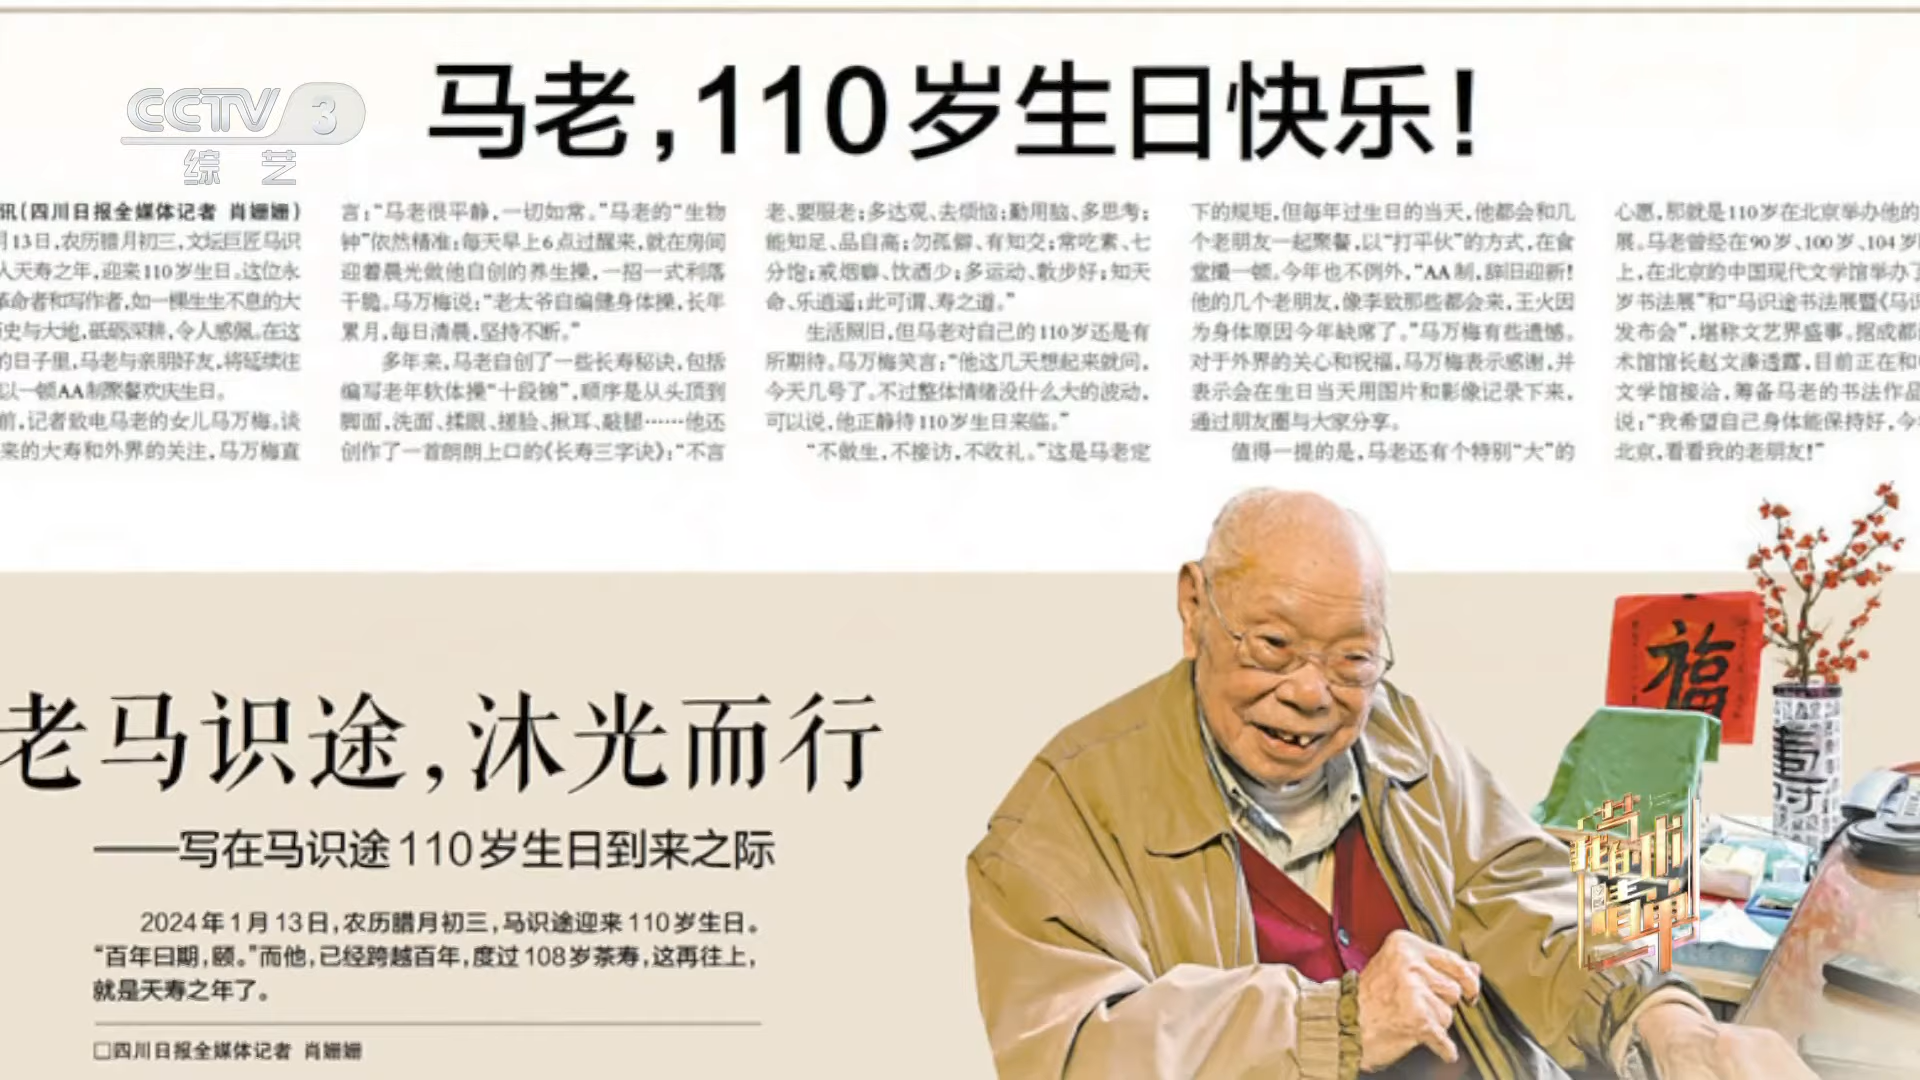 CCTV 3
综艺
马老，110岁生日快乐！
讯（四川日报全媒体记者 肖姗姗）
月13日，农历腊月初三，文坛巨匠马识
人天寿之年，迎来110岁生日。这位永
革命者和写作者，如一棵生生不息的大
历史与大地，砥砺深耕，令人感佩。在这
的日子里，马老与亲朋好友，将延续往
以一顿AA制聚餐欢庆生日。
前，记者致电马老的女儿马万梅。谈
来的大寿和外界的关注，马万梅直
言：“马老很平静，一切如常。”马老的“生物
钟”依然精准：每天早上6点过醒来，就在房间
迎着晨光做他自创的养生操，一招一式利落
干脆。马万梅说：“老太爷自编健身体操，长年
累月，每日清晨，坚持不断。”
多年来，马老自创了一些长寿秘诀，包括
编写老年软体操“十段锦”，顺序是从头顶到
脚面，洗面、揉眼、搓脸、揪耳、敲腿……他还
创作了一首朗朗上口的《长寿三字诀》：“不言
老、要服老；多达观、去烦恼；勤用脑、多思考；
能知足、品自高；勿孤僻、有知交；常吃素、七
分饱；戒烟癖、饮酒少；多运动、散步好；知天
命、乐逍遥；此可谓、寿之道。”
生活照旧，但马老对自己的110岁还是有
所期待。马万梅笑言：“他这几天想起来就问，
今天几号了。不过整体情绪没什么大的波动，
可以说，他正静待110岁生日来临。”
“不做生，不接访，不收礼。”这是马老定
下的规矩，但每年过生日的当天，他都会和几
个老朋友一起聚餐，以“打平伙”的方式，在食
堂撮一顿。今年也不例外，“AA制，辞旧迎新！
他的几个老朋友，像李致那些都会来，王火因
为身体原因今年缺席了。”马万梅有些遗憾。
对于外界的关心和祝福，马万梅表示感谢，并
表示会在生日当天用图片和影像记录下来，
通过朋友圈与大家分享。
值得一提的是，马老还有个特别“大”的
心愿，那就是110岁在北京举办他的
展。马老曾经在90岁、100岁、104岁
上，在北京的中国现代文学馆举办了
岁书法展”和“马识途书法展暨《马识
发布会”，堪称文艺界盛事。据成都
术馆馆长赵文溱透露，目前正在和
文学馆接洽，筹备马老的书法作品
说：“我希望自己身体能保持好，今
北京，看看我的老朋友！”
老马识途，沐光而行
——写在马识途110岁生日到来之际
2024年1月13日，农历腊月初三，马识途迎来110岁生日。
“百年曰期，颐。”而他，已经跨越百年，度过108岁茶寿，这再往上，
就是天寿之年了。
□四川日报全媒体记者 肖姗姗
福
寿
我的艺术清单